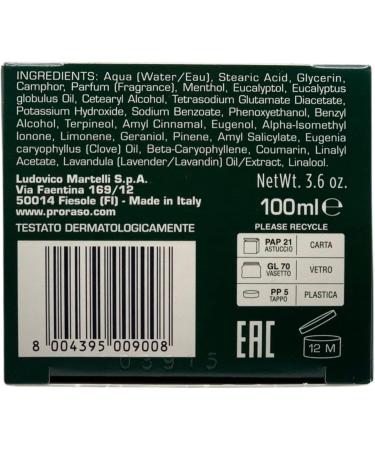 INGREDIENTS: Aqua (Water/Eau), Stearic Acid, Glycerin,
Camphor, Parfum (Fragrance), Menthol, Eucalyptol, Eucalyptus
globulus Oil, Cetearyl Alcohol, Tetrasodium Glutamate Diacetate,
Potassium Hydroxide, Sodium Benzoate, Phenoxyethanol, Benzyl
Alcohol, Terpineol, Amyl Cinnamal, Eugenol, Alpha-Isomethyl
Ionone, Limonene, Geraniol, Pinene, Amyl Salicylate, Eugenia
caryophyllus (Clove) Oil, Beta-Caryophyllene, Coumarin, Linalyl
Acetate, Lavandula (Lavender/Lavandin) Oil/Extract, Linalool.
Ludovico Martelli S.p.A.
Via Faentina 169/12
50014 Fiesole (FI) - Made in Italy
www.proraso.com
TESTATO DERMATOLOGICAMENTE
NetWt. 3.6 oz.
100ml e
PLEASE RECYCLE
PAP 21 ASTUCCIO CARTA
GL 70 VASETTO VETRO
PP 5 TAPPO PLASTICA
8 004395 009008
03915
EAC
12 M